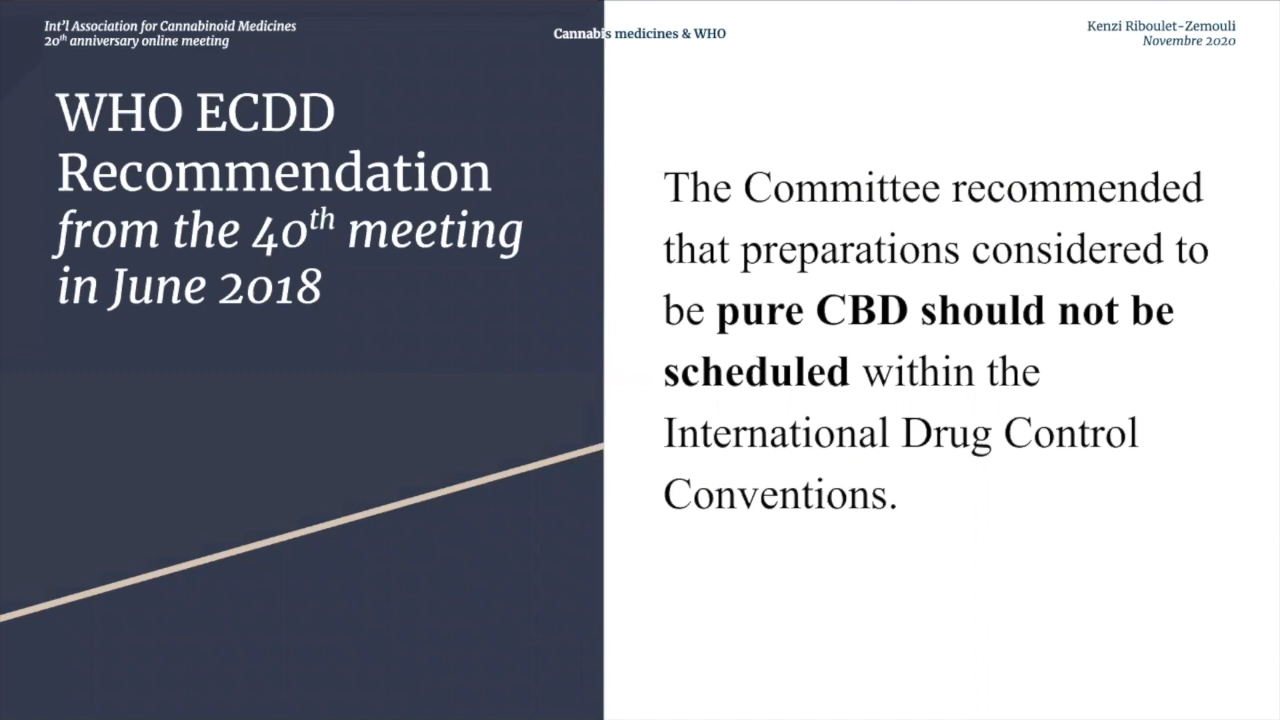 Int'l Association for Cannabinoid Medicines
20th anniversary online meeting
Cannabis medicines & WHO
Kenzi Riboulet-Zemouli
Novembre 2020
WHO ECDD
Recommendation
from the 40th meeting
in June 2018
The Committee recommended
that preparations considered to
be pure CBD should not be
scheduled within the
International Drug Control
Conventions.